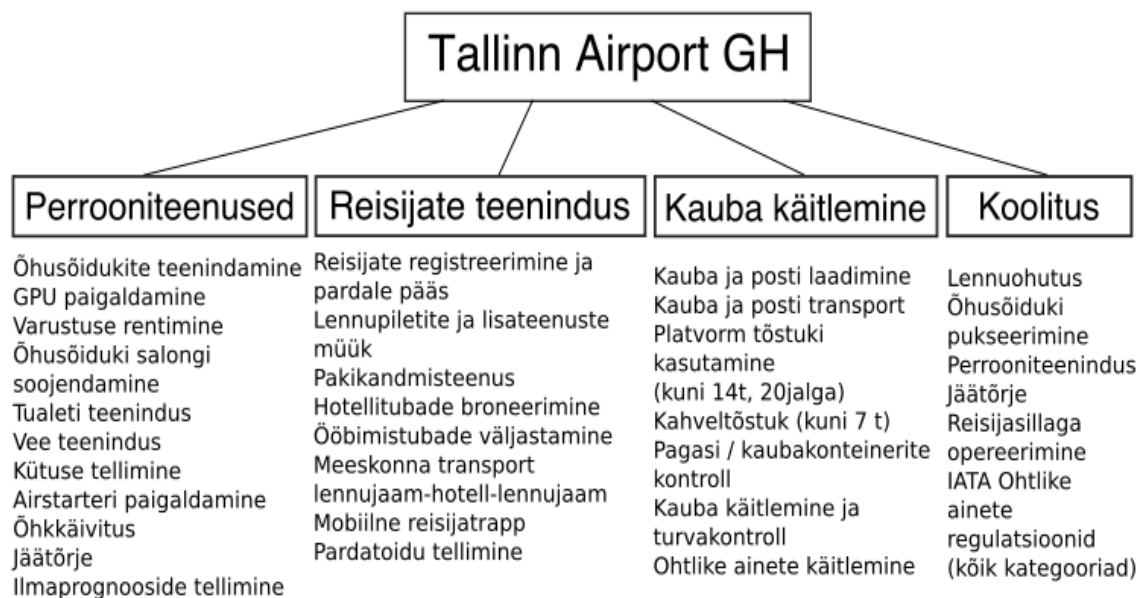 Tallinn Airport GH
Perrooniteenused
Õhusõidukite teenindamine
GPU paigaldamine
Varustuse rentimine
Õhusõiduki salongi
soojendamine
Tualeti teenindus
Vee teenindus
Kütuse tellimine
Airstarteri paigaldamine
Õhkkäivitus
Jäätõrje
Ilmaprognooside tellimine
Reisijate teenindus
Reisijate registreerimine ja
pardale pääs
Lennupiletite ja lisateenuste
müük
Pakikandmisteenus
Hotellitubade broneerimine
Ööbimistubade väljastamine
Meeskonna transport
lennujaam-hotell-lennujaam
Mobiilne reisijatrapp
Pardatoidu tellimine
Kauba käitlemine
Kauba ja posti laadimine
Kauba ja posti transport
Platvorm tõstuki
kasutamine
(kuni 14t, 20jalga)
Kahveltõstuk (kuni 7 t)
Pagasi / kaubakonteinerite
kontroll
Kauba käitlemine ja
turvakontroll
Ohtlike ainete käitlemine
Koolitus
Lennuohutus
Õhusõiduki
pukseerimine
Perrooniteenindus
Jäätõrje
Reisijasillaga
opereerimine
IATA Ohtlike
ainete
regulatsioonid
(kõik kategooriad)